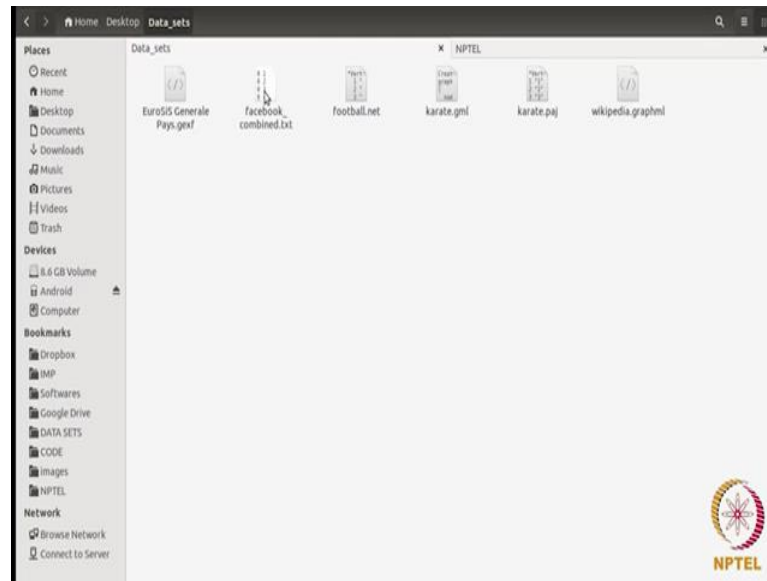 Home Desktop Data_sets
Places
Recent
Home
Desktop
Documents
Downloads
Music
Pictures
Videos
Trash
Devices
8.6 GB Volume
Android
Computer
Bookmarks
Dropbox
IMP
Softwares
Google Drive
DATA SETS
CODE
images
NPTEL
Network
Browse Network
Connect to Server
Data_sets
NPTEL
EuroSiS Generale
Pays.gexf
facebook_
combined.txt
football.net
karate.gml
karate.paj
wikipedia.graphml
NPTEL